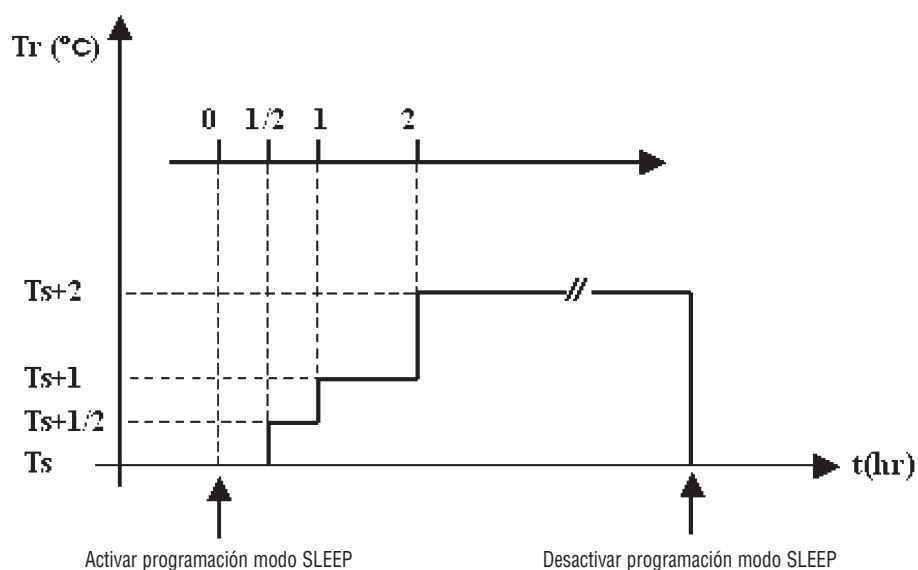 Tr (°C)
0 1/2 1 2
Ts+2
Ts+1
Ts+1/2
Ts
t(hr)
Activar programación modo SLEEP Desactivar programación modo SLEEP